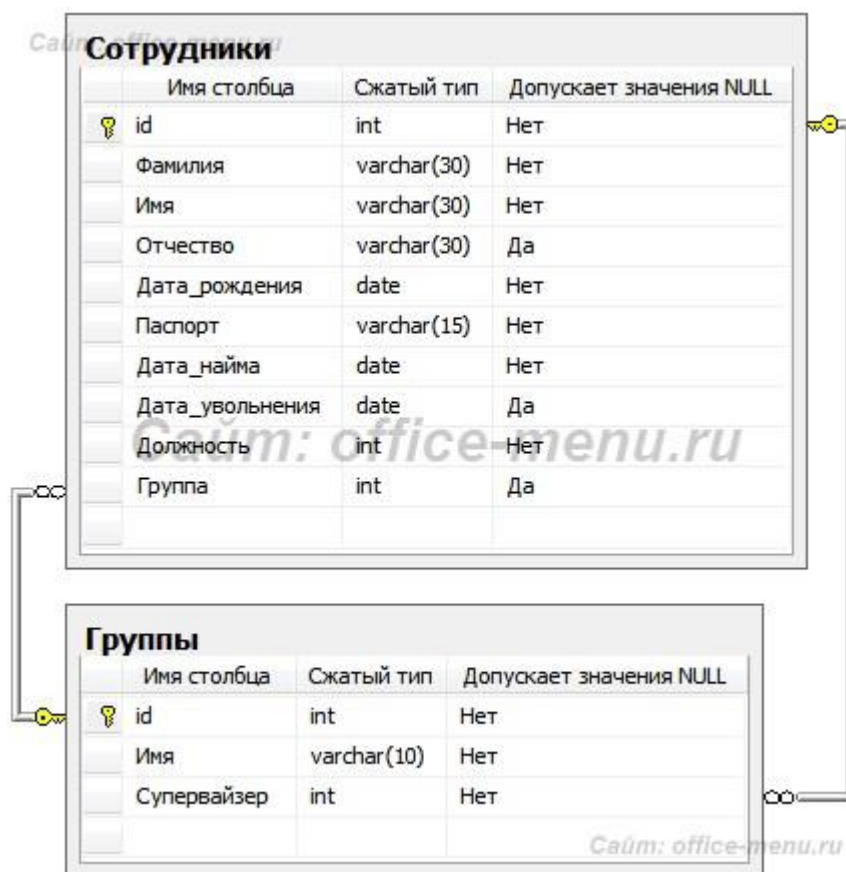 Сайт: office-menu.ru
Сотрудники
Имя столбца Сжатый тип Допускает значения NULL
id int Нет
Фамилия varchar(30) Нет
Имя varchar(30) Нет
Отчество varchar(30) Да
Дата_рождения date Нет
Паспорт varchar(15) Нет
Дата_найма date Нет
Дата_увольнения date Да
Сайт: office-menu.ru
Должность int Нет
Группа int Да
Группы
Имя столбца Сжатый тип Допускает значения NULL
id int Нет
Имя varchar(10) Нет
Супервайзер int Нет
Сайт: office-menu.ru